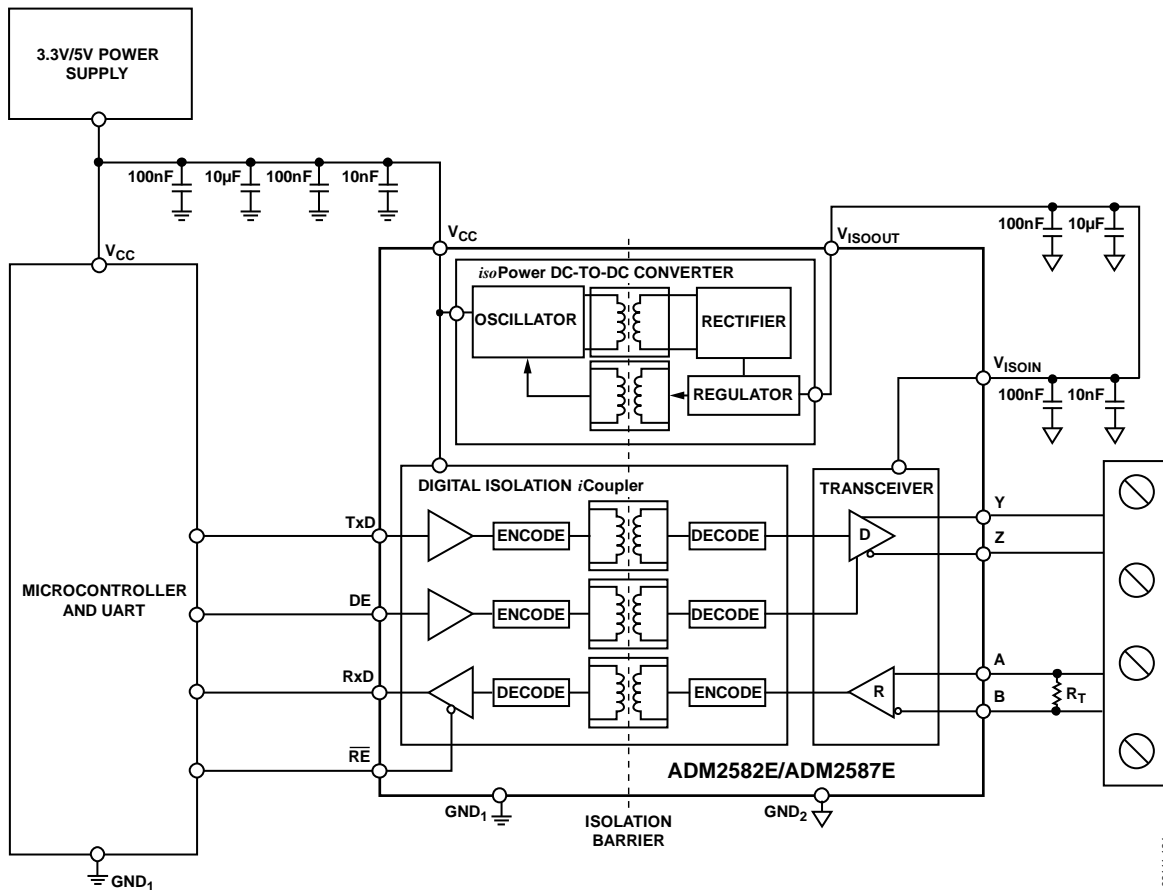 3.3V/5V POWER
SUPPLY
100nF
10µF
100nF
10nF
VCC
VCC
VISOOUT
100nF
10µF
isoPower DC-TO-DC CONVERTER
OSCILLATOR
RECTIFIER
REGULATOR
VISOIN
100nF
10nF
DIGITAL ISOLATION iCoupler
TRANSCEIVER
Y
TxD
ENCODE
DECODE
D
Z
MICROCONTROLLER
AND UART
DE
ENCODE
DECODE
A
RxD
DECODE
ENCODE
R
B
RT
RE
ADM2582E/ADM2587E
GND1
ISOLATION
BARRIER
GND2
GND1